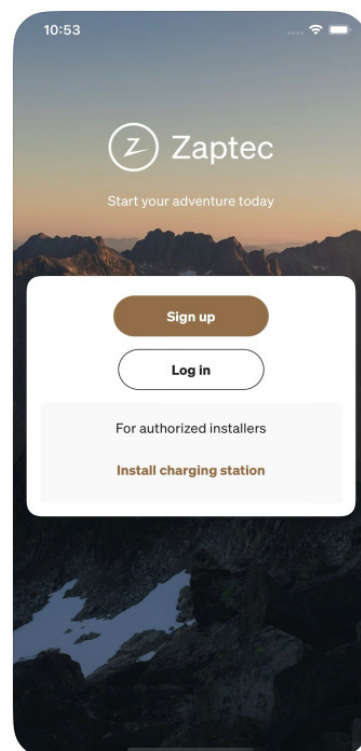 10:53
Zaptec
Start your adventure today
Sign up
Log in
For authorized installers
Install charging station